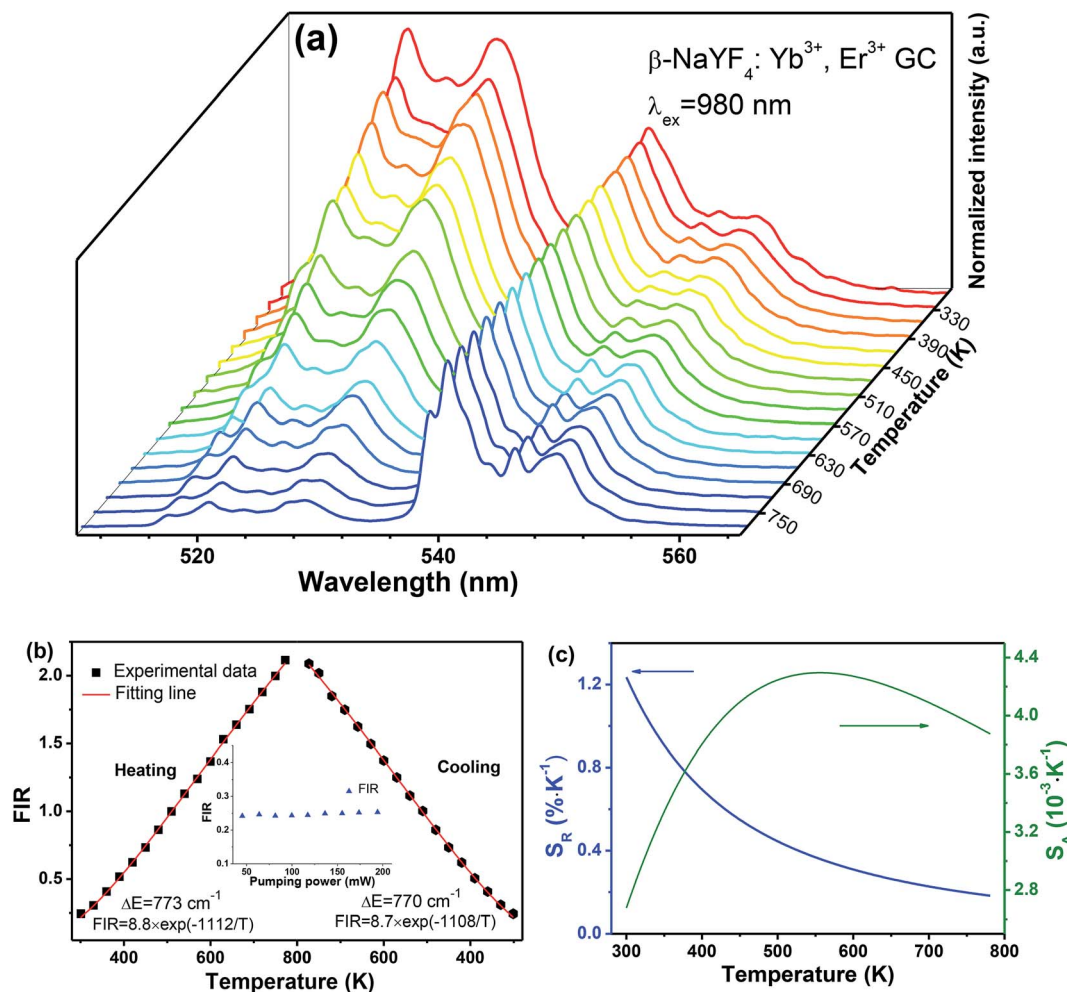 (a)
β-NaYF₄: Yb³⁺, Er³⁺ GC
λₑₓ=980 nm
Normalized intensity (a.u.)
330
390
450
510
570
630
690
750
Temperature (K)
520
540
560
Wavelength (nm)
(b)
Experimental data
Fitting line
2.0
1.5
1.0
0.5
FIR
Heating
Cooling
FIR
0.4
0.3
0.2
0.1
FIR
50
100
150
200
Pumping power (mW)
ΔE=773 cm⁻¹
FIR=8.8×exp(-1112/T)
ΔE=770 cm⁻¹
FIR=8.7×exp(-1108/T)
400
600
800
600
400
Temperature (K)
(c)
1.2
0.8
0.4
0.0
S_R (%·K⁻¹)
4.4
4.0
3.6
3.2
2.8
S_A (10⁻³·K⁻¹)
300
400
500
600
700
800
Temperature (K)